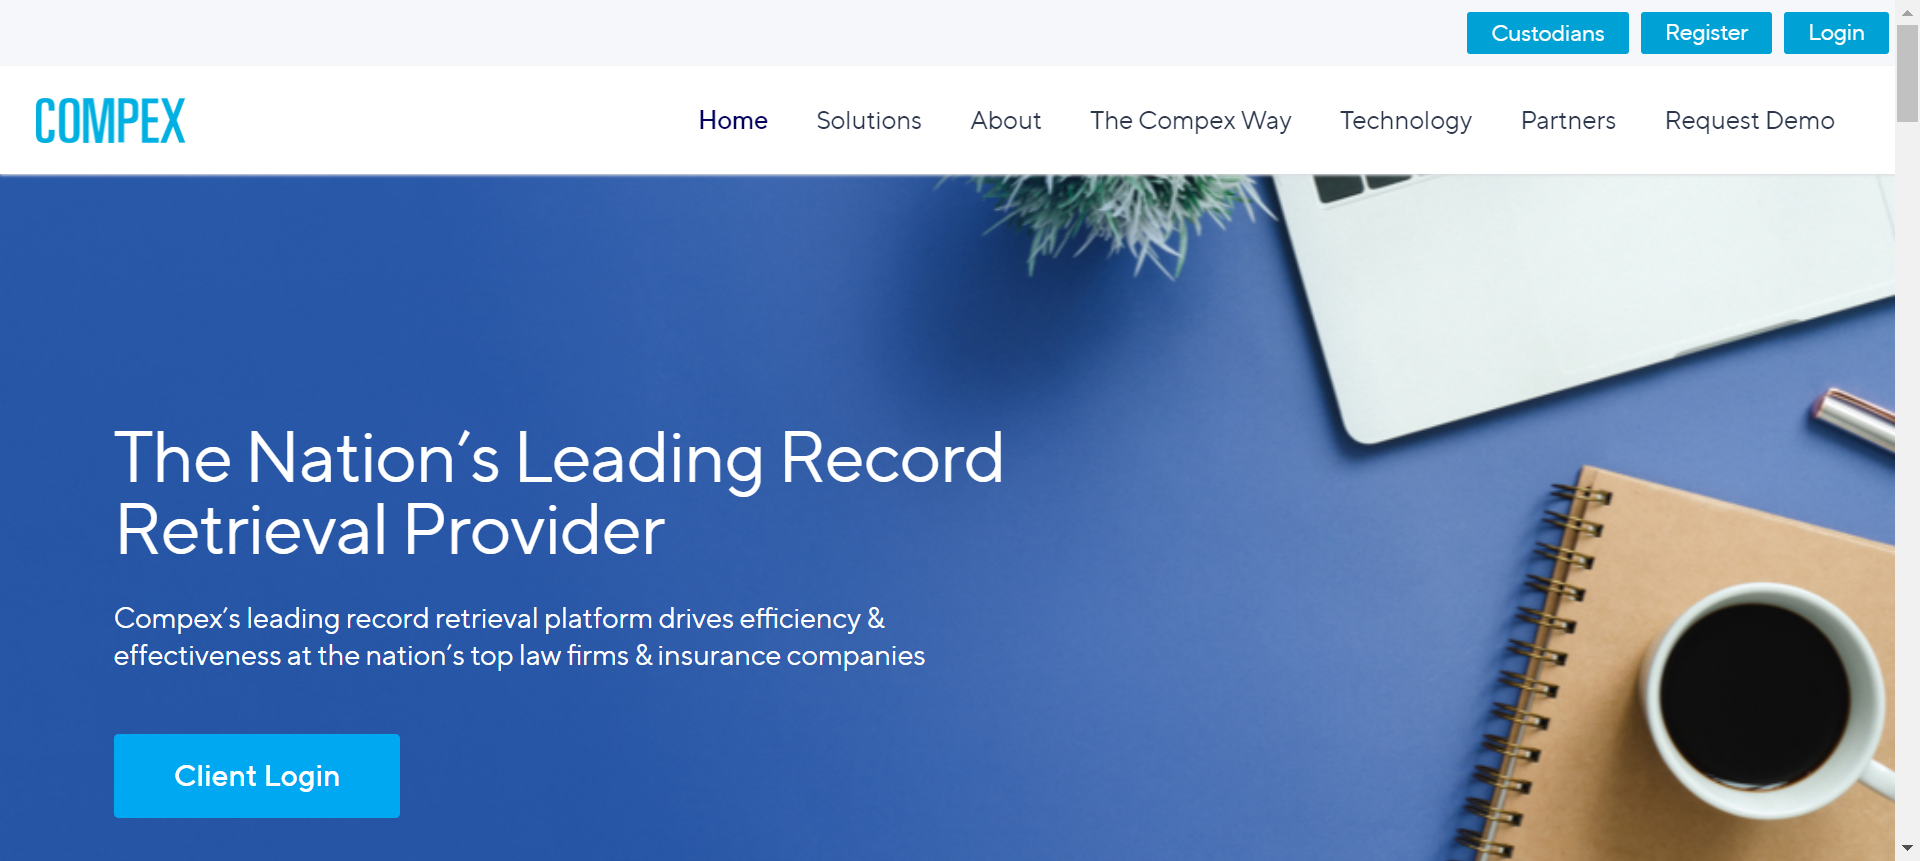 Custodians
Register
Login
COMPEX
Home
Solutions
About
The Compex Way
Technology
Partners
Request Demo
The Nation’s Leading Record
Retrieval Provider
Compex’s leading record retrieval platform drives efficiency &
effectiveness at the nation’s top law firms & insurance companies
Client Login